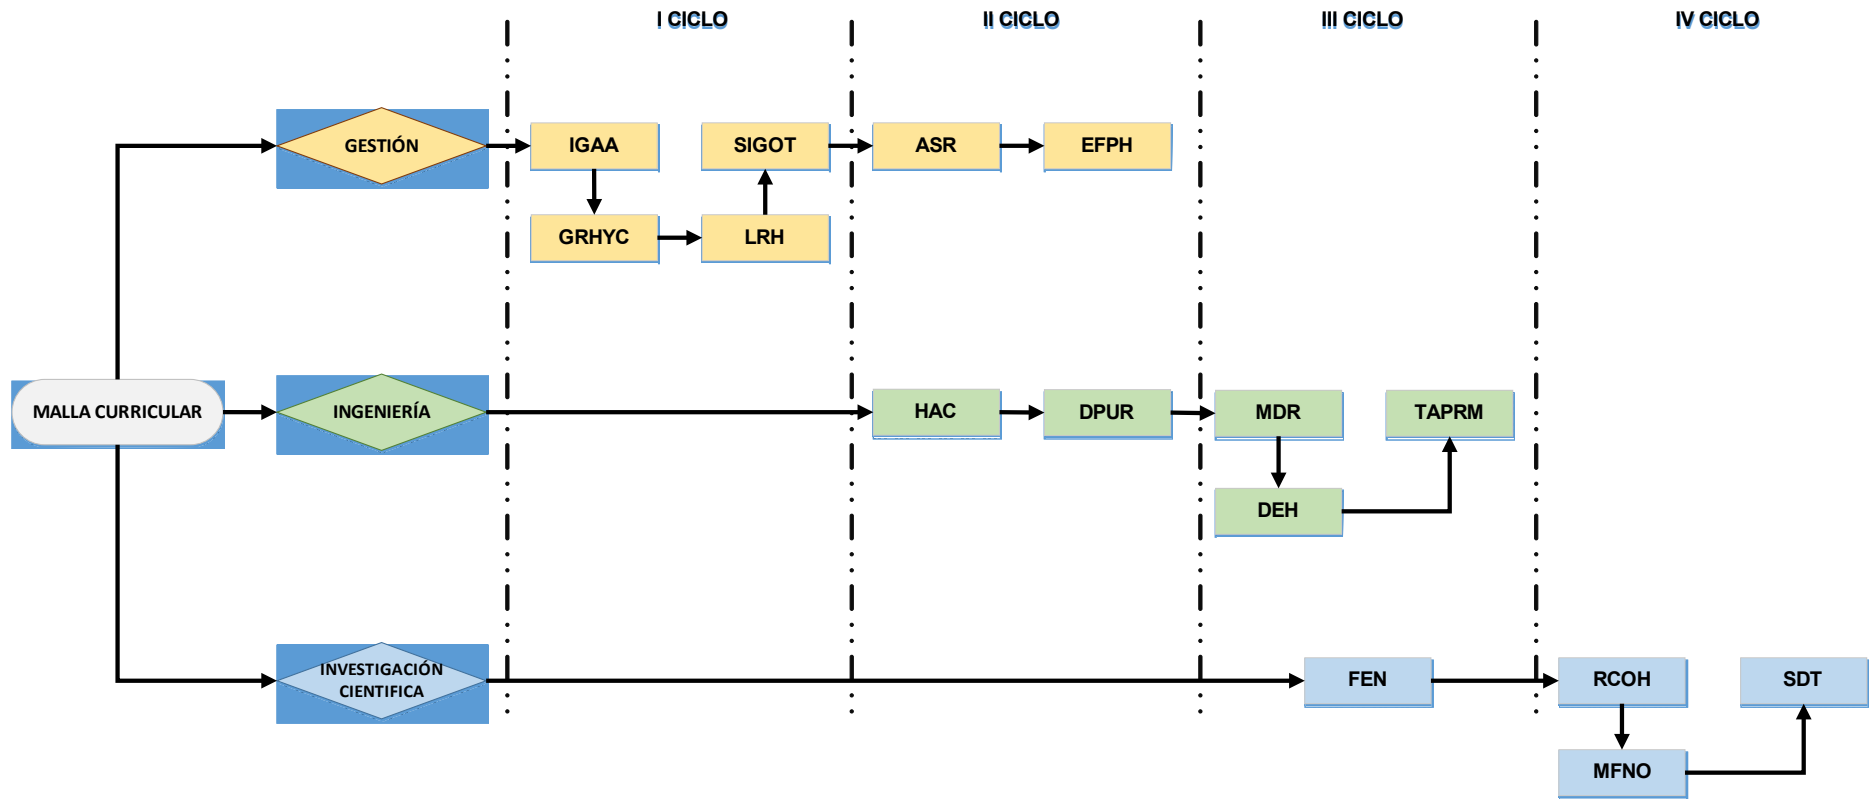 I CICLO
II CICLO
III CICLO
IV CICLO
GESTIÓN
IGAA
SIGOT
ASR
EFPH
GRHYC
LRH
MALLA CURRICULAR
INGENIERÍA
HAC
DPUR
MDR
TAPRM
DEH
INVESTIGACIÓN
CIENTIFICA
FEN
RCOH
SDT
MFNO